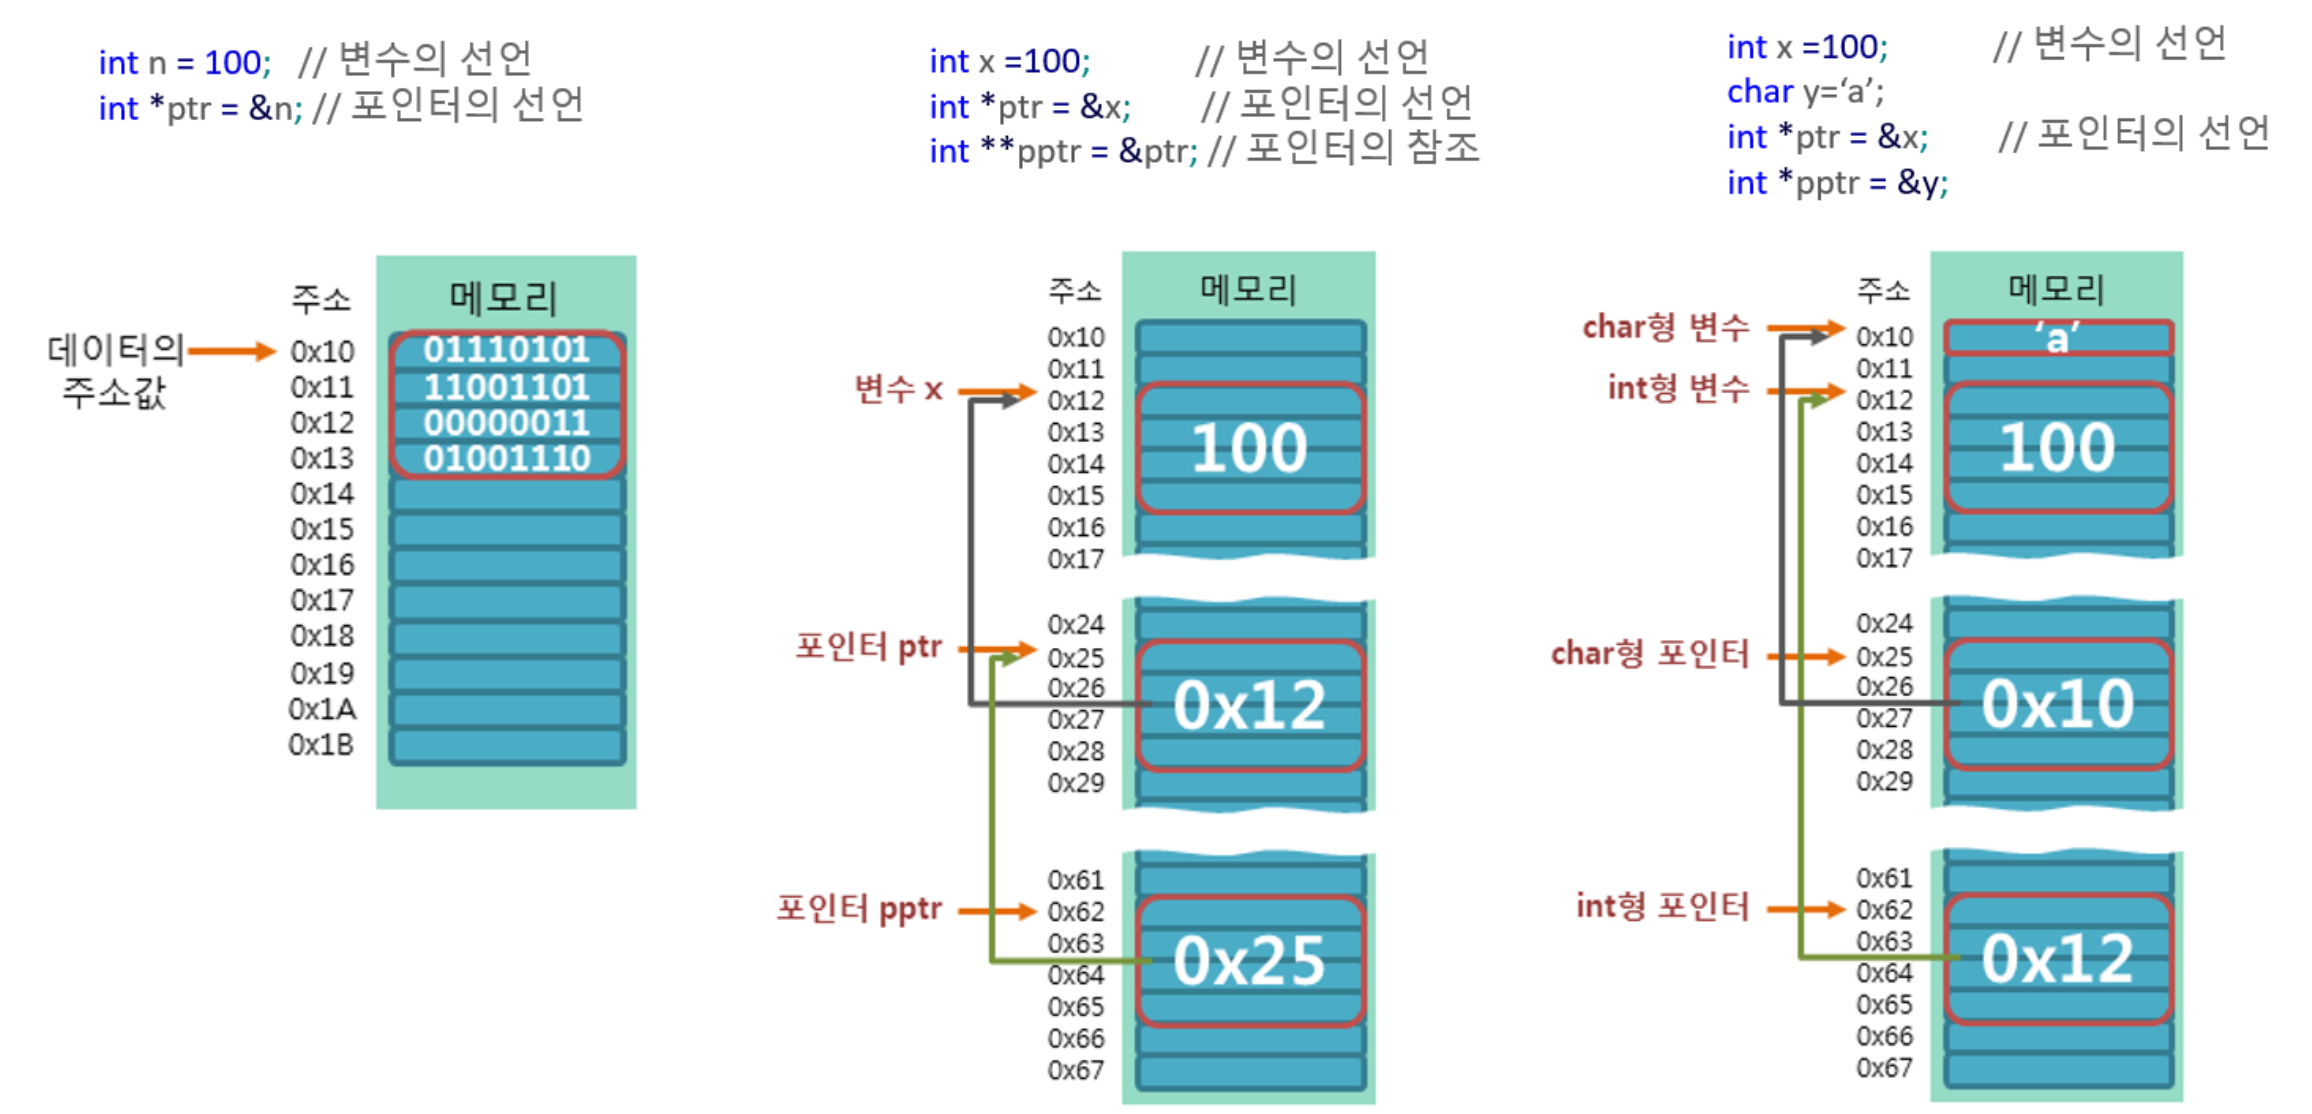 int n = 100; // 변수의 선언
int *ptr = &n; // 포인터의 선언
데이터의
주소값
주소
메모리
0x10
01110101
0x11
11001101
0x12
00000011
0x13
01001110
0x14
0x15
0x16
0x17
0x18
0x19
0x1A
0x1B
int x =100; // 변수의 선언
int *ptr = &x; // 포인터의 선언
int **pptr = &ptr; // 포인터의 참조
주소
메모리
0x10
0x11
변수 x
0x12
0x13
100
0x14
0x15
0x16
0x17
0x24
포인터 ptr
0x25
0x26
0x12
0x27
0x28
0x29
0x61
포인터 pptr
0x62
0x63
0x25
0x64
0x65
0x66
0x67
int x =100; // 변수의 선언
char y=‘a’;
int *ptr = &x; // 포인터의 선언
int *pptr = &y;
주소
메모리
char형 변수
0x10
‘a’
0x11
int형 변수
0x12
0x13
100
0x14
0x15
0x16
0x17
0x24
char형 포인터
0x25
0x26
0x10
0x27
0x28
0x29
0x61
int형 포인터
0x62
0x63
0x12
0x64
0x65
0x66
0x67